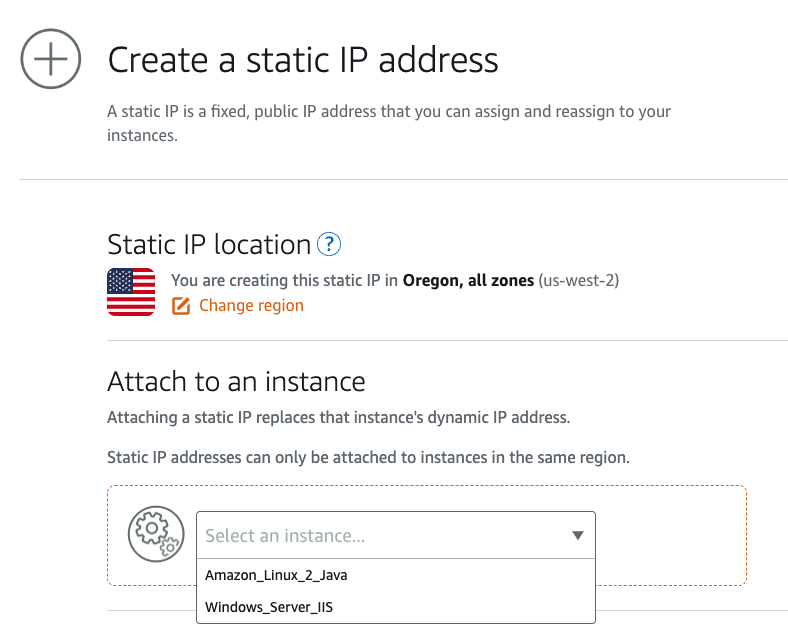 Create a static IP address
A static IP is a fixed, public IP address that you can assign and reassign to your
instances.
Static IP location ?
You are creating this static IP in Oregon, all zones (us-west-2)
Change region
Attach to an instance
Attaching a static IP replaces that instance's dynamic IP address.
Static IP addresses can only be attached to instances in the same region.
Select an instance...
Amazon_Linux_2_Java
Windows_Server_IIS